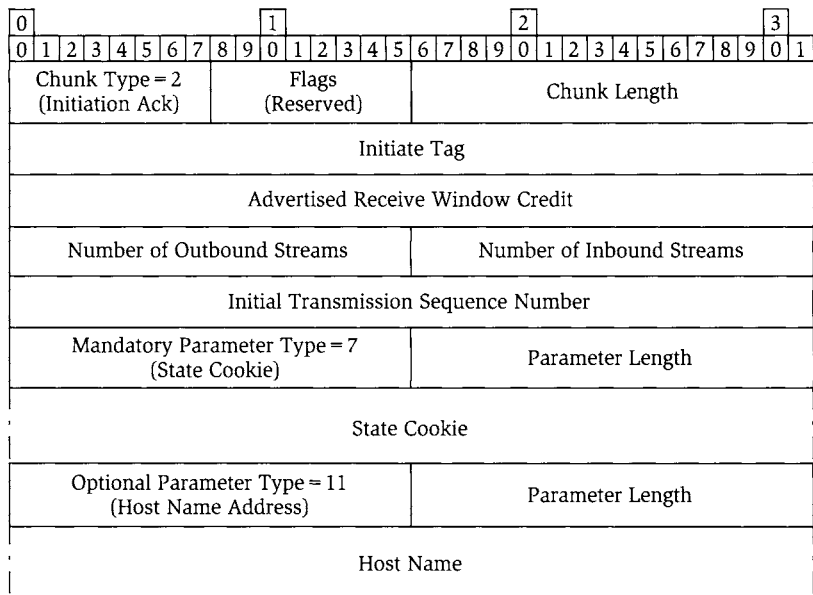 0 1 2 3
0 1 2 3 4 5 6 7 8 9 0 1 2 3 4 5 6 7 8 9 0 1 2 3 4 5 6 7 8 9 0 1
Chunk Type = 2 Flags Chunk Length
(Initiation Ack) (Reserved)
Initiate Tag
Advertised Receive Window Credit
Number of Outbound Streams Number of Inbound Streams
Initial Transmission Sequence Number
Mandatory Parameter Type = 7 Parameter Length
(State Cookie)
State Cookie
Optional Parameter Type = 11 Parameter Length
(Host Name Address)
Host Name